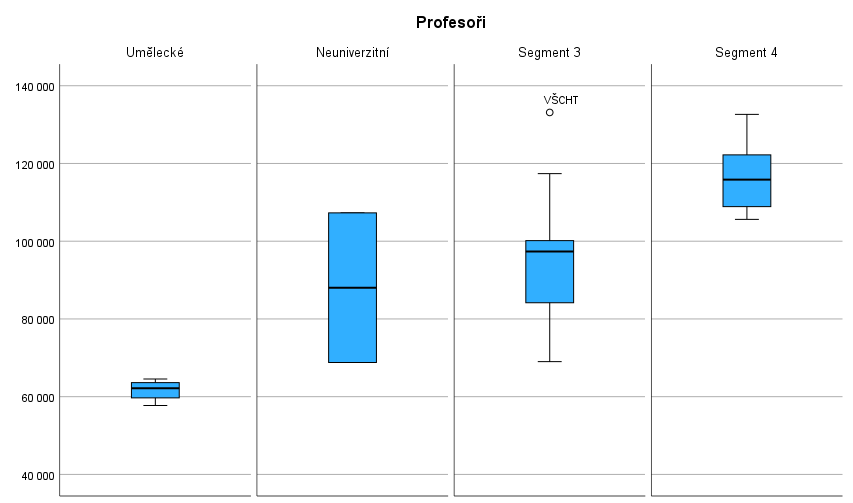 Profesoři
Umělecké Neuniverzitní Segment 3 Segment 4
140 000
VŠCHT
120 000
100 000
80 000
60 000
40 000